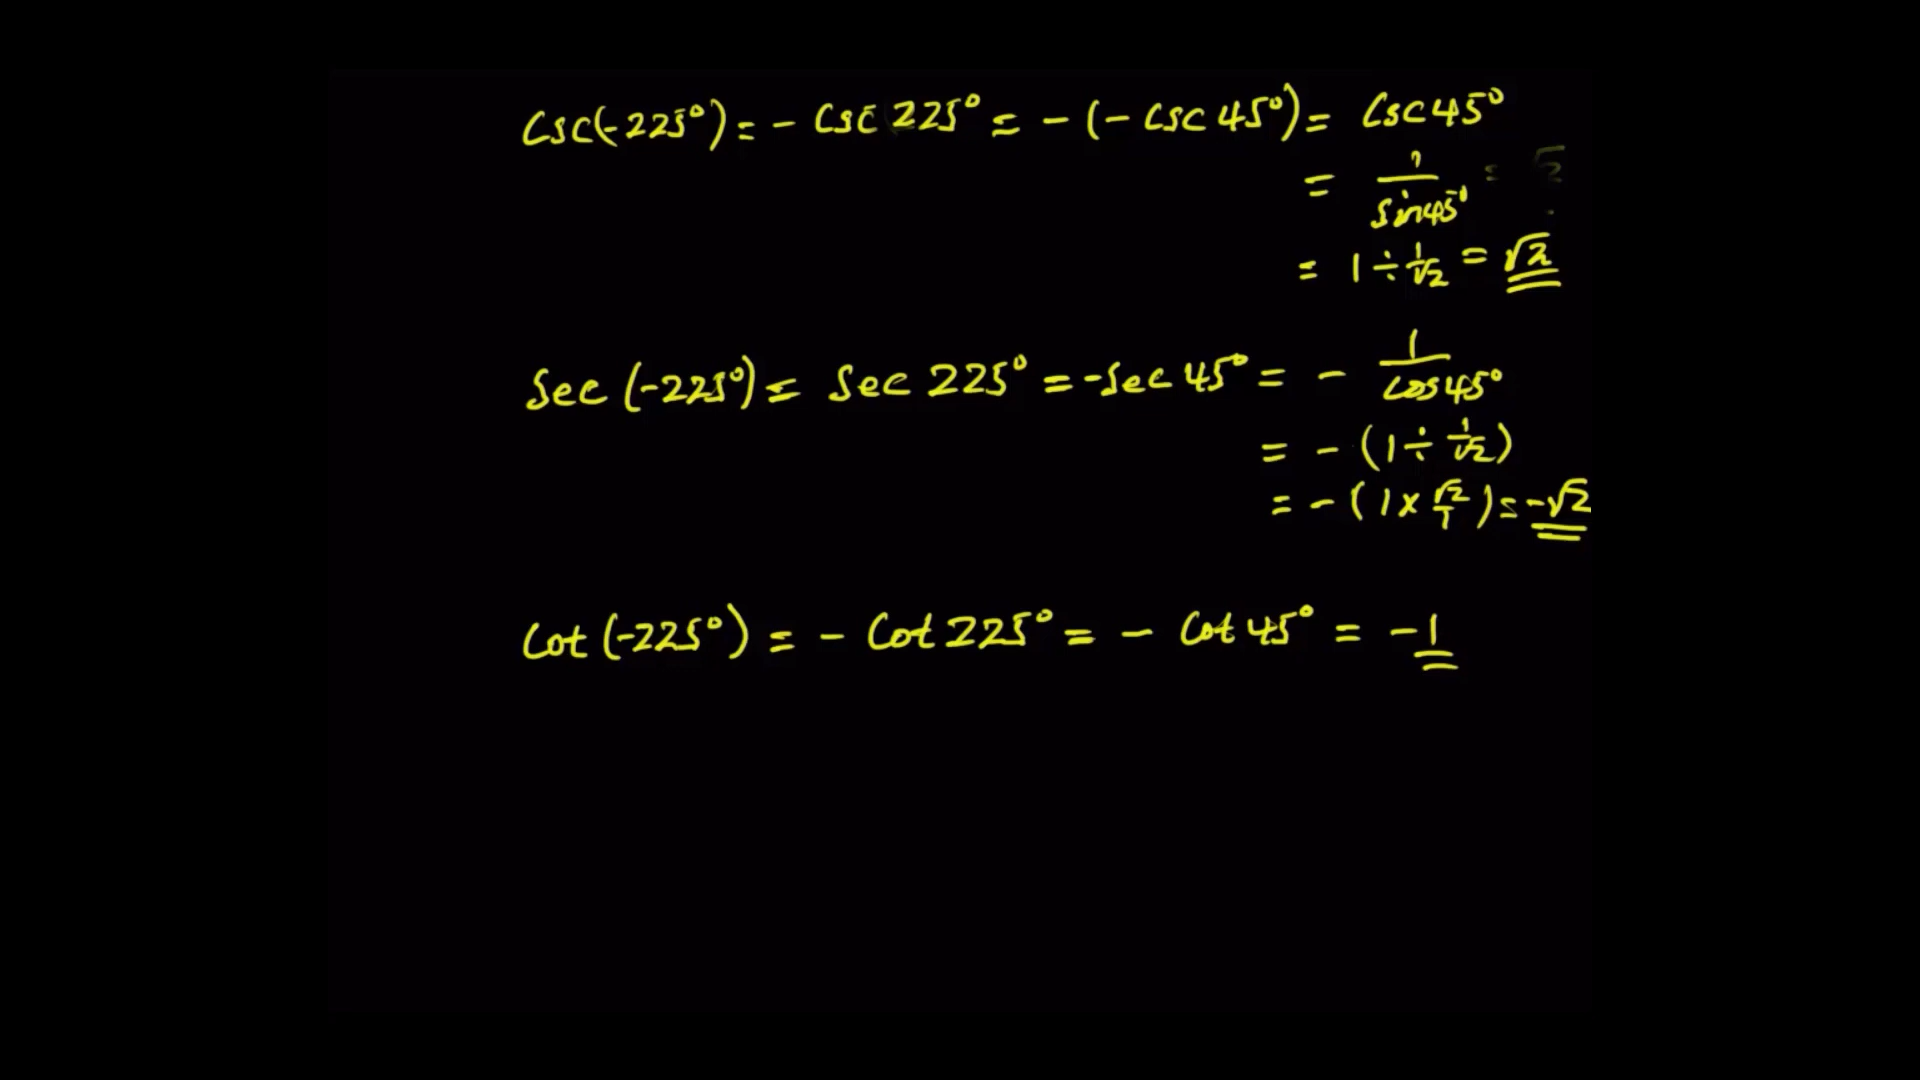 Csc(-225°) = - Csc 225° = - (- Csc 45°) = Csc 45°
= 1/sin45° = √2
= 1 ÷ 1/√2 = √2
Sec (-225°) = Sec 225° = -Sec 45° = - 1/cos45°
= - (1 ÷ 1/√2)
= - (1 × √2/1) = -√2
Cot (-225°) = - Cot 225° = - Cot 45° = -1